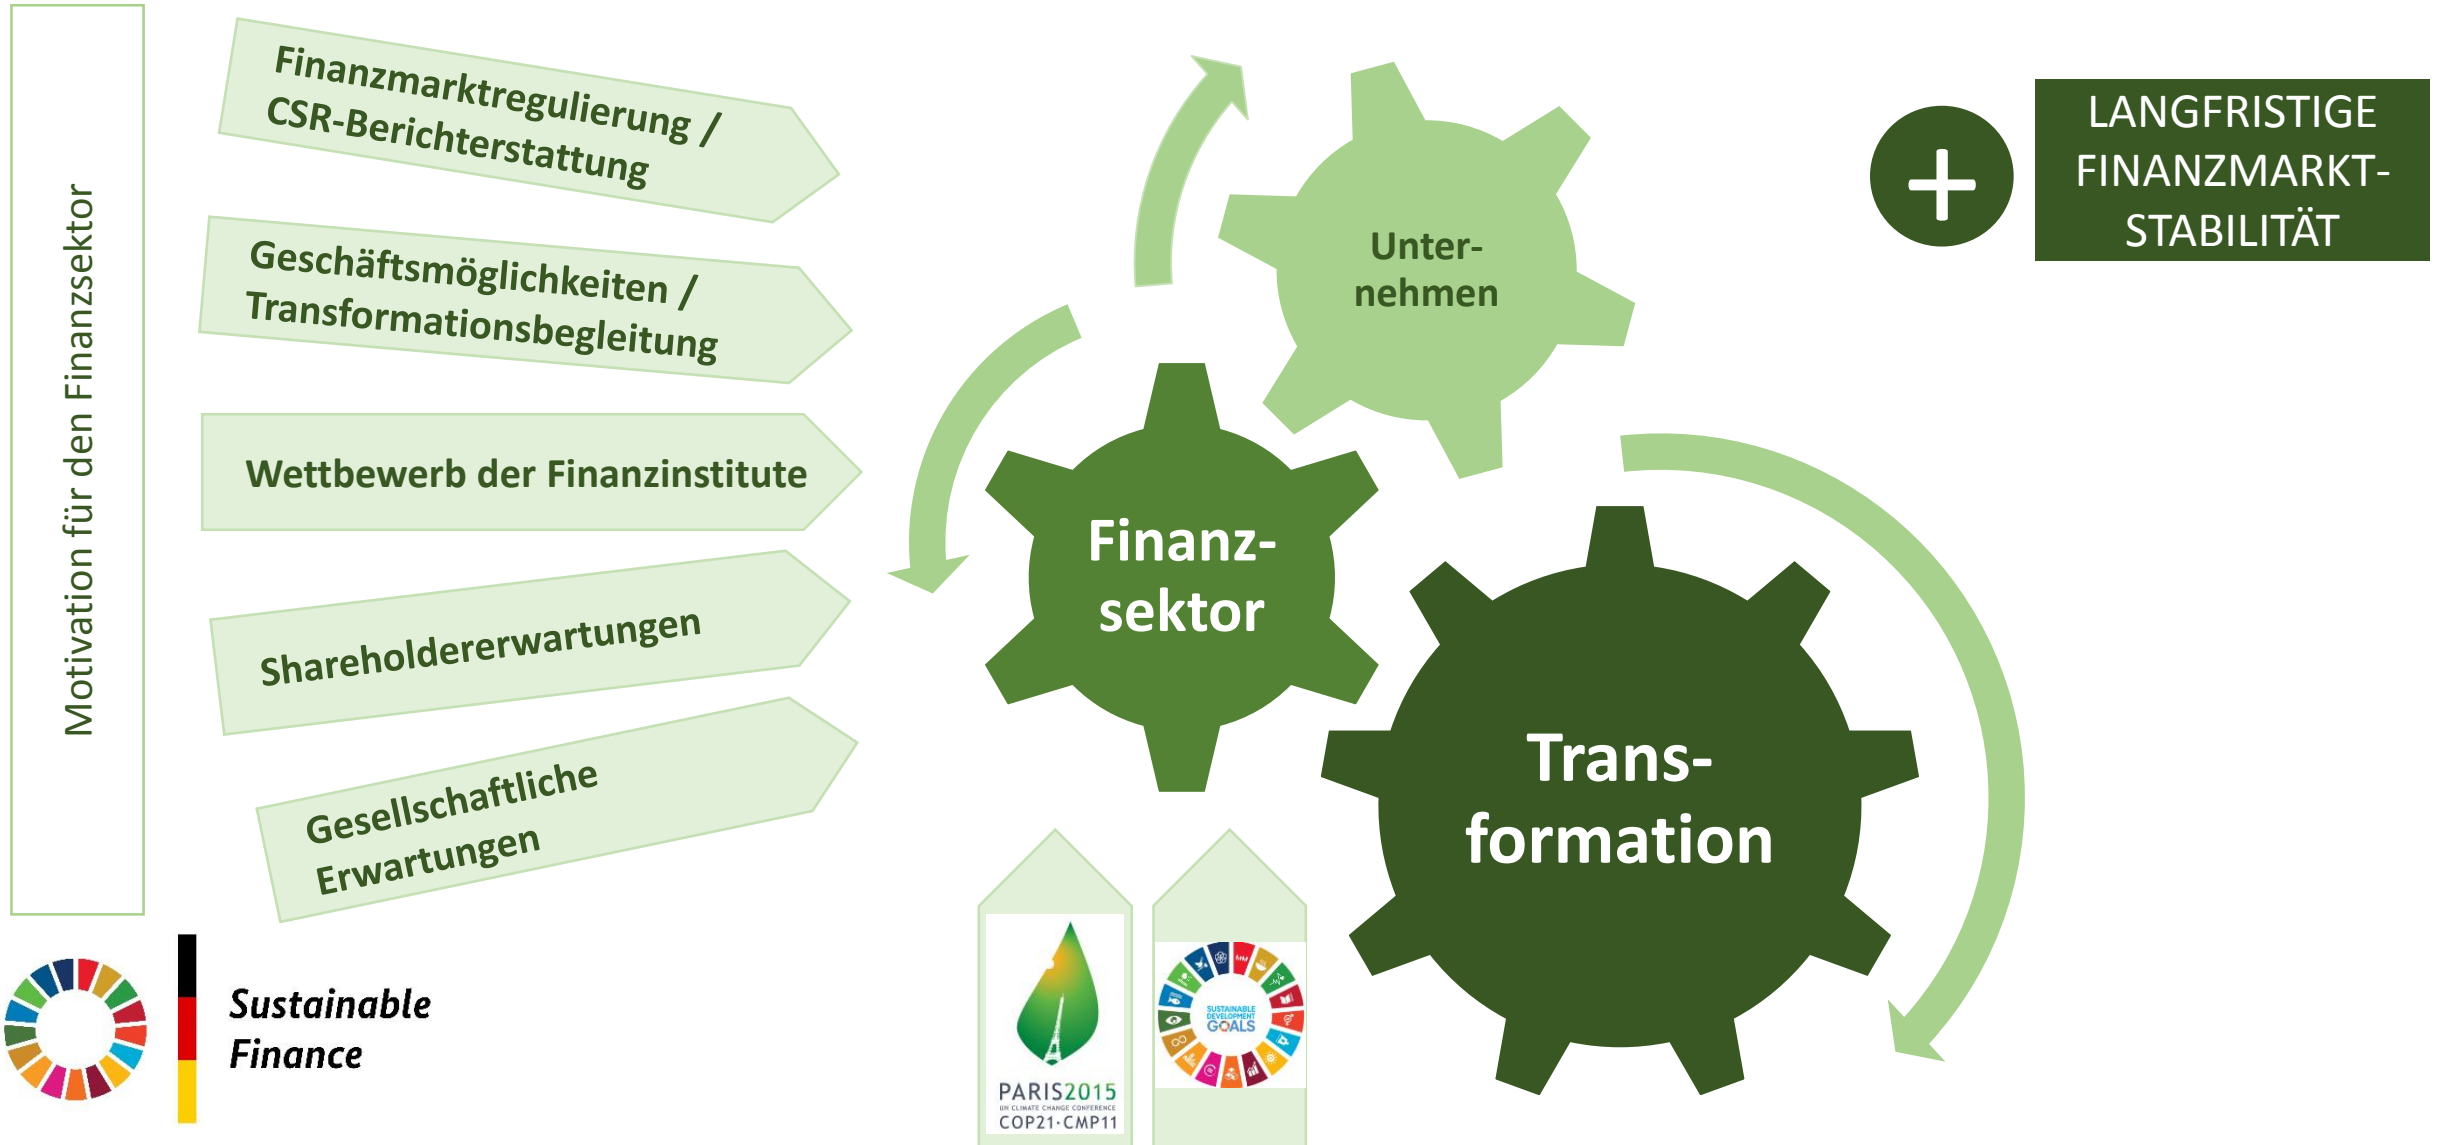 Motivation für den Finanzsektor
Finanzmarktregulierung /
CSR-Berichterstattung
Geschäftsmöglichkeiten /
Transformationsbegleitung
Wettbewerb der Finanzinstitute
Shareholdererwartungen
Gesellschaftliche
Erwartungen
Unter-
nehmen
Finanz-
sektor
Trans-
formation
+
LANGFRISTIGE
FINANZMARKT-
STABILITÄT
Sustainable
Finance
PARIS2015
UN CLIMATE CHANGE CONFERENCE
COP21·CMP11
SUSTAINABLE
DEVELOPMENT
GOALS